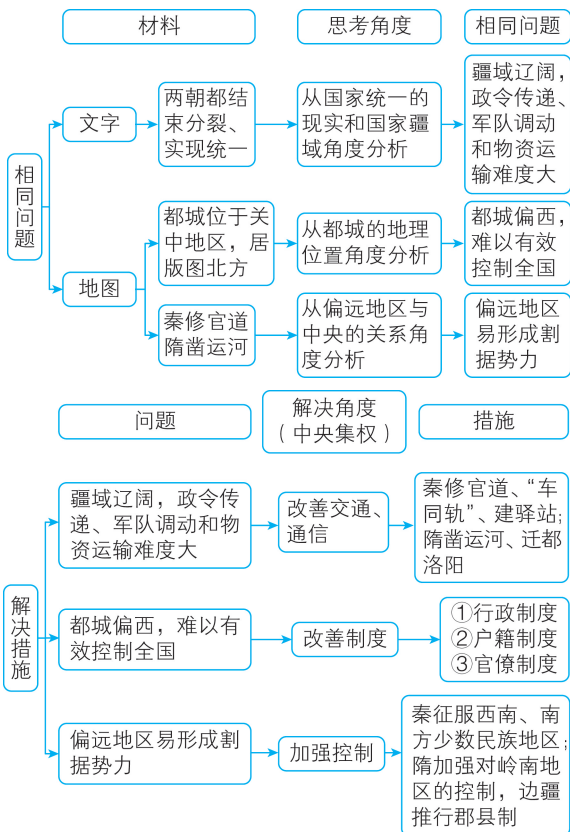 材料
思考角度
相同问题
相同问题
文字
两朝都结
束分裂、
实现统一
从国家统一的
现实和国家疆
域角度分析
疆域辽阔，
政令传递、
军队调动
和物资运
输难度大
地图
都城位于关
中地区，居
版图北方
从都城的地理
位置角度分析
都城偏西，
难以有效
控制全国
秦修官道
隋凿运河
从偏远地区与
中央的关系角
度分析
偏远地区
易形成割
据势力
问题
解决角度
（中央集权）
措施
解决措施
疆域辽阔，政令传
递、军队调动和物
资运输难度大
改善交通、
通信
秦修官道、“车
同轨”、建驿站；
隋凿运河、迁都
洛阳
都城偏西，难以有
效控制全国
改善制度
①行政制度
②户籍制度
③官僚制度
偏远地区易形成割
据势力
加强控制
秦征服西南、南
方少数民族地区；
隋加强对岭南地
区的控制，边疆
推行郡县制